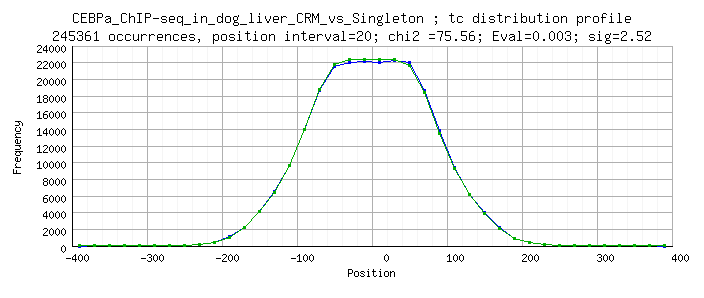 CEBPa_ChIP-seq_in_dog_liver_CRM_vs_Singleton ; tc distribution profile
245361 occurrences, position interval=20; chi2 =75.56; Eval=0.003; sig=2.52
24000
22000
20000
18000
16000
14000
12000
10000
8000
6000
4000
2000
0
Frequency
-400 -300 -200 -100 0 100 200 300 400
Position